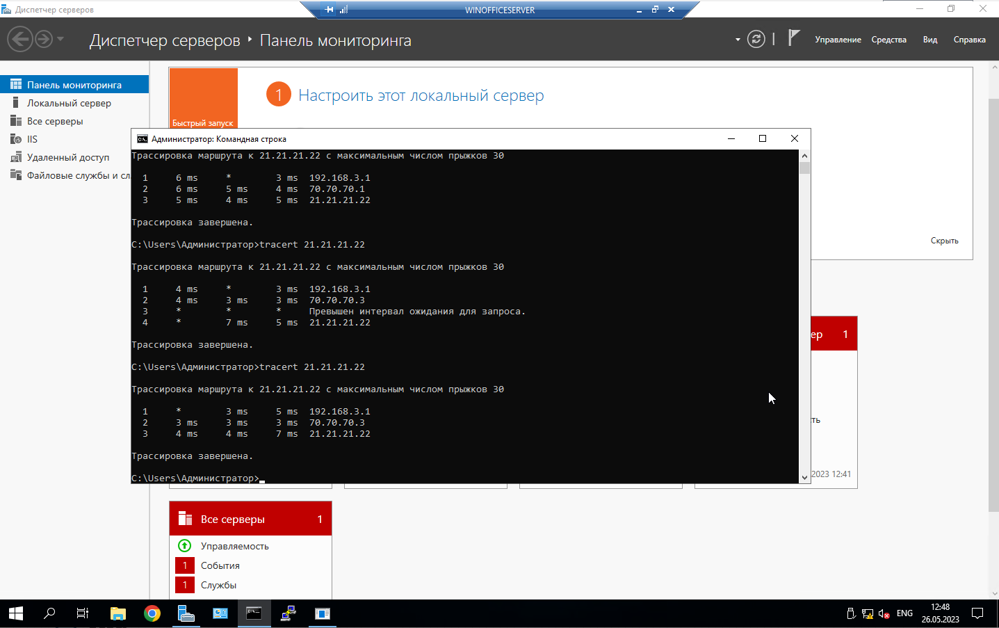 Диспетчер серверов
WINOFFICESERVER
Диспетчер серверов ‣ Панель мониторинга
Управление Средства Вид Справка
Панель мониторинга
Локальный сервер
Все серверы
IIS
Удаленный доступ
Файловые службы и сл
1 Настроить этот локальный сервер
Быстрый запуск
Скрыть
Администратор: Командная строка
Трассировка маршрута к 21.21.21.22 с максимальным числом прыжков 30
1 6 ms * 3 ms 192.168.3.1
2 6 ms 5 ms 4 ms 70.70.70.1
3 5 ms 4 ms 5 ms 21.21.21.22
Трассировка завершена.
C:\Users\Администратор>tracert 21.21.21.22
Трассировка маршрута к 21.21.21.22 с максимальным числом прыжков 30
1 4 ms * 3 ms 192.168.3.1
2 4 ms 3 ms 3 ms 70.70.70.3
3 * * * Превышен интервал ожидания для запроса.
4 * 7 ms 5 ms 21.21.21.22
Трассировка завершена.
C:\Users\Администратор>tracert 21.21.21.22
Трассировка маршрута к 21.21.21.22 с максимальным числом прыжков 30
1 * 3 ms 5 ms 192.168.3.1
2 3 ms 3 ms 3 ms 70.70.70.3
3 4 ms 4 ms 7 ms 21.21.21.22
Трассировка завершена.
C:\Users\Администратор>
ер 1
ть
2023 12:41
Все серверы 1
Управляемость
1 События
1 Службы
ENG
12:48
26.05.2023